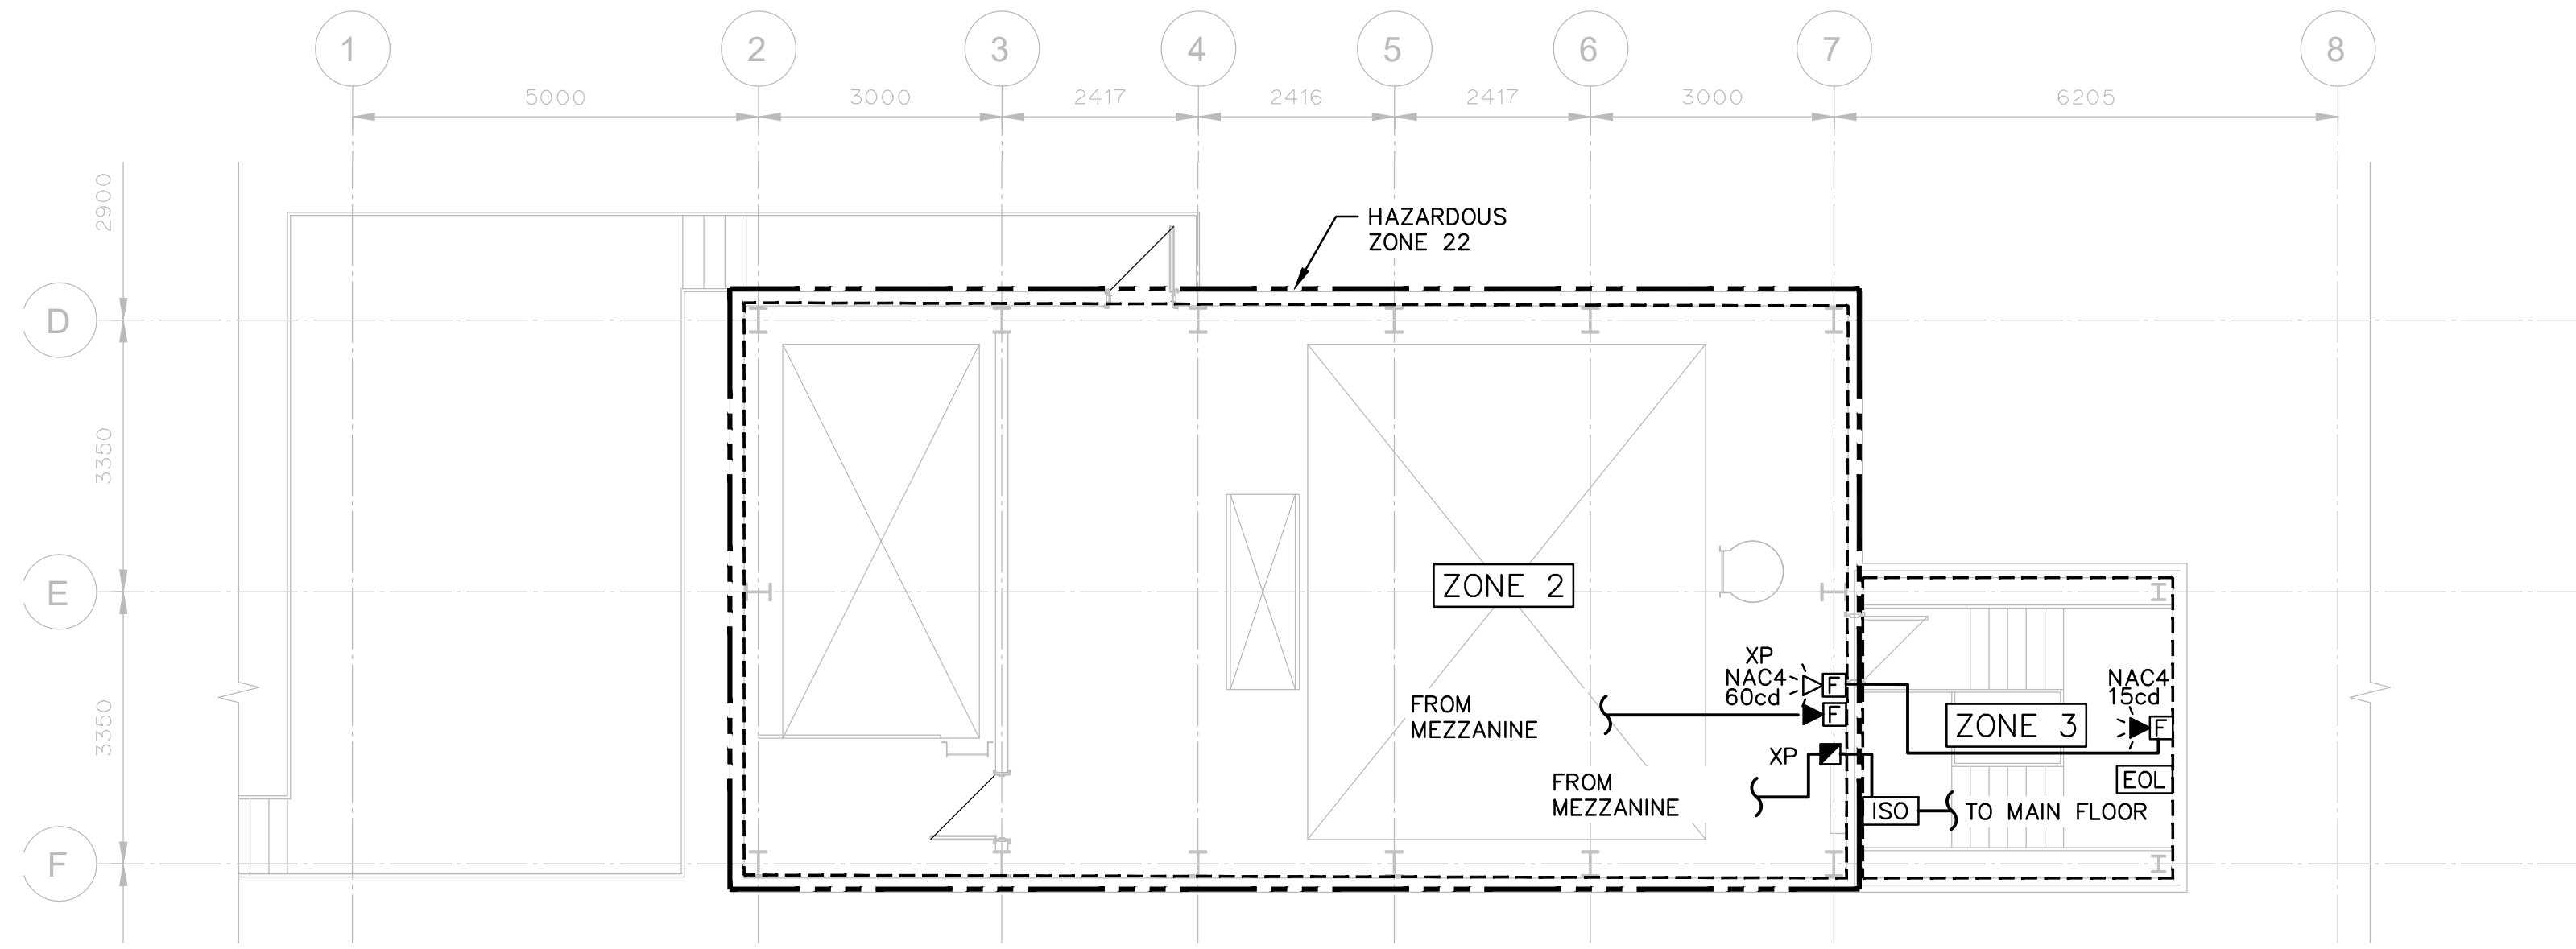 1 2 3 4 5 6 7 8
5000 3000 2417 2416 2417 3000 6205
2900
HAZARDOUS
ZONE 22
D
3350
E
ZONE 2
XP
NAC4
60cd
F
F
FROM
MEZZANINE
NAC4
15cd
F
ZONE 3
3350
XP
FROM
MEZZANINE
EOL
ISO
TO MAIN FLOOR
F